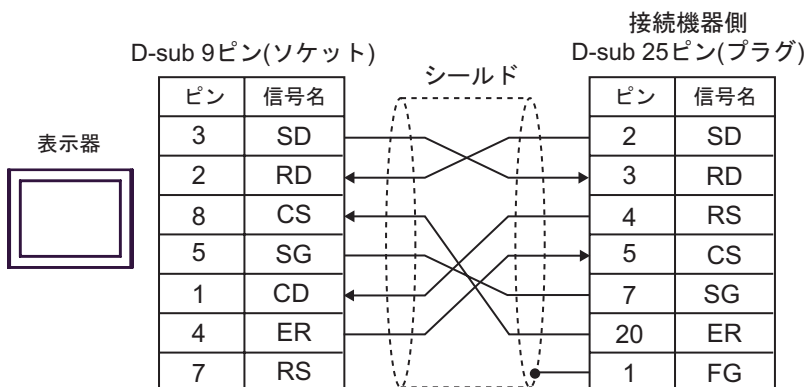 接続機器側
D-sub 9ピン(ソケット)
D-sub 25ピン(プラグ)
シールド
表示器
ピン 信号名
3 SD
2 RD
8 CS
5 SG
1 CD
4 ER
7 RS
ピン 信号名
2 SD
3 RD
4 RS
5 CS
7 SG
20 ER
1 FG